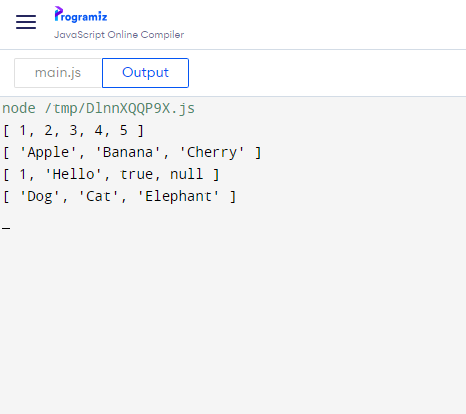 Programiz
JavaScript Online Compiler
main.js Output
node /tmp/DlnnXQQP9X.js
[ 1, 2, 3, 4, 5 ]
[ 'Apple', 'Banana', 'Cherry' ]
[ 1, 'Hello', true, null ]
[ 'Dog', 'Cat', 'Elephant' ]
_